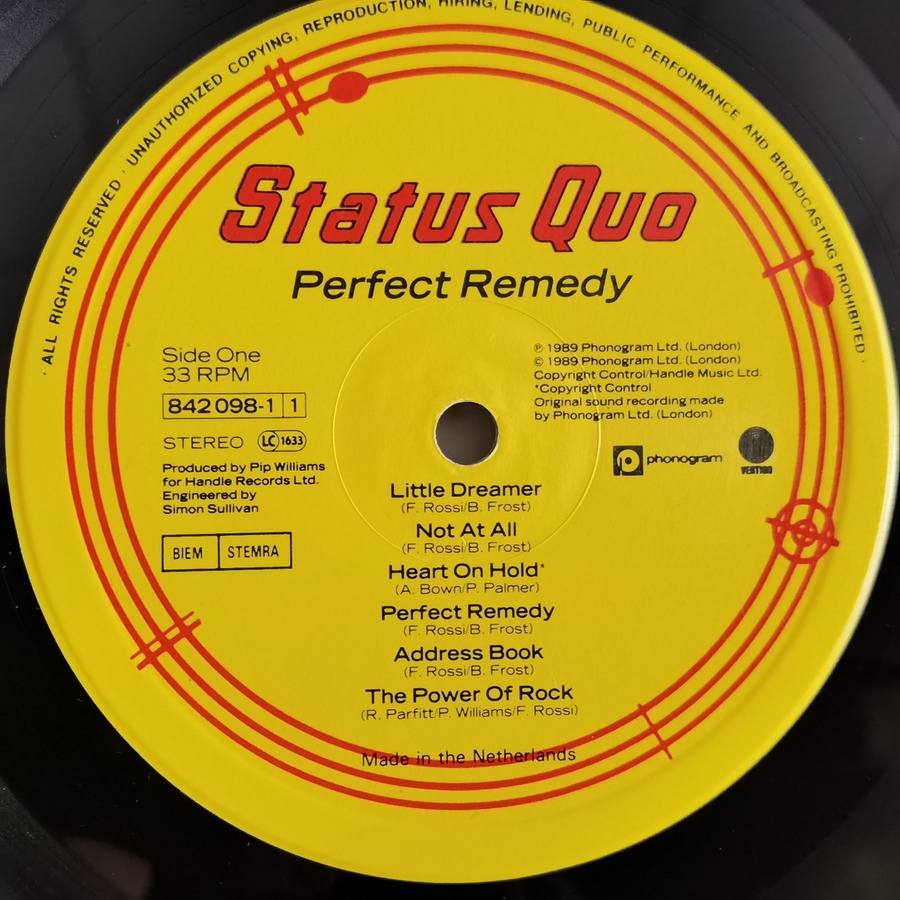 · ALL RIGHTS RESERVED · UNAUTHORIZED COPYING, REPRODUCTION, HIRING, LENDING, PUBLIC PERFORMANCE AND BROADCASTING PROHIBITED ·
Status Quo
Perfect Remedy
Side One
33 RPM
842 098-1 1
STEREO LC 1633
Produced by Pip Williams
for Handle Records Ltd.
Engineered by
Simon Sullivan
BIEM STEMRA
℗ 1989 Phonogram Ltd. (London)
© 1989 Phonogram Ltd. (London)
Copyright Control/Handle Music Ltd.
*Copyright Control
Original sound recording made
by Phonogram Ltd. (London)
phonogram
VERTIGO
Little Dreamer
(F. Rossi/B. Frost)
Not At All
(F. Rossi/B. Frost)
Heart On Hold*
(A. Bown/P. Palmer)
Perfect Remedy
(F. Rossi/B. Frost)
Address Book
(F. Rossi/B. Frost)
The Power Of Rock
(R. Parfitt/P. Williams/F. Rossi)
Made in the Netherlands